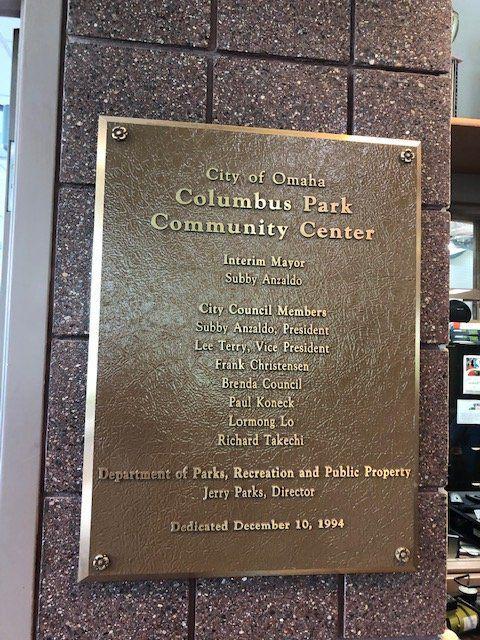 City of Omaha
Columbus Park
Community Center
Interim Mayor
Subby Anzaldo
City Council Members
Subby Anzaldo, President
Lee Terry, Vice President
Frank Christensen
Brenda Council
Paul Koneck
Lormong Lo
Richard Takechi
Department of Parks, Recreation and Public Property
Jerry Parks, Director
Dedicated December 10, 1994